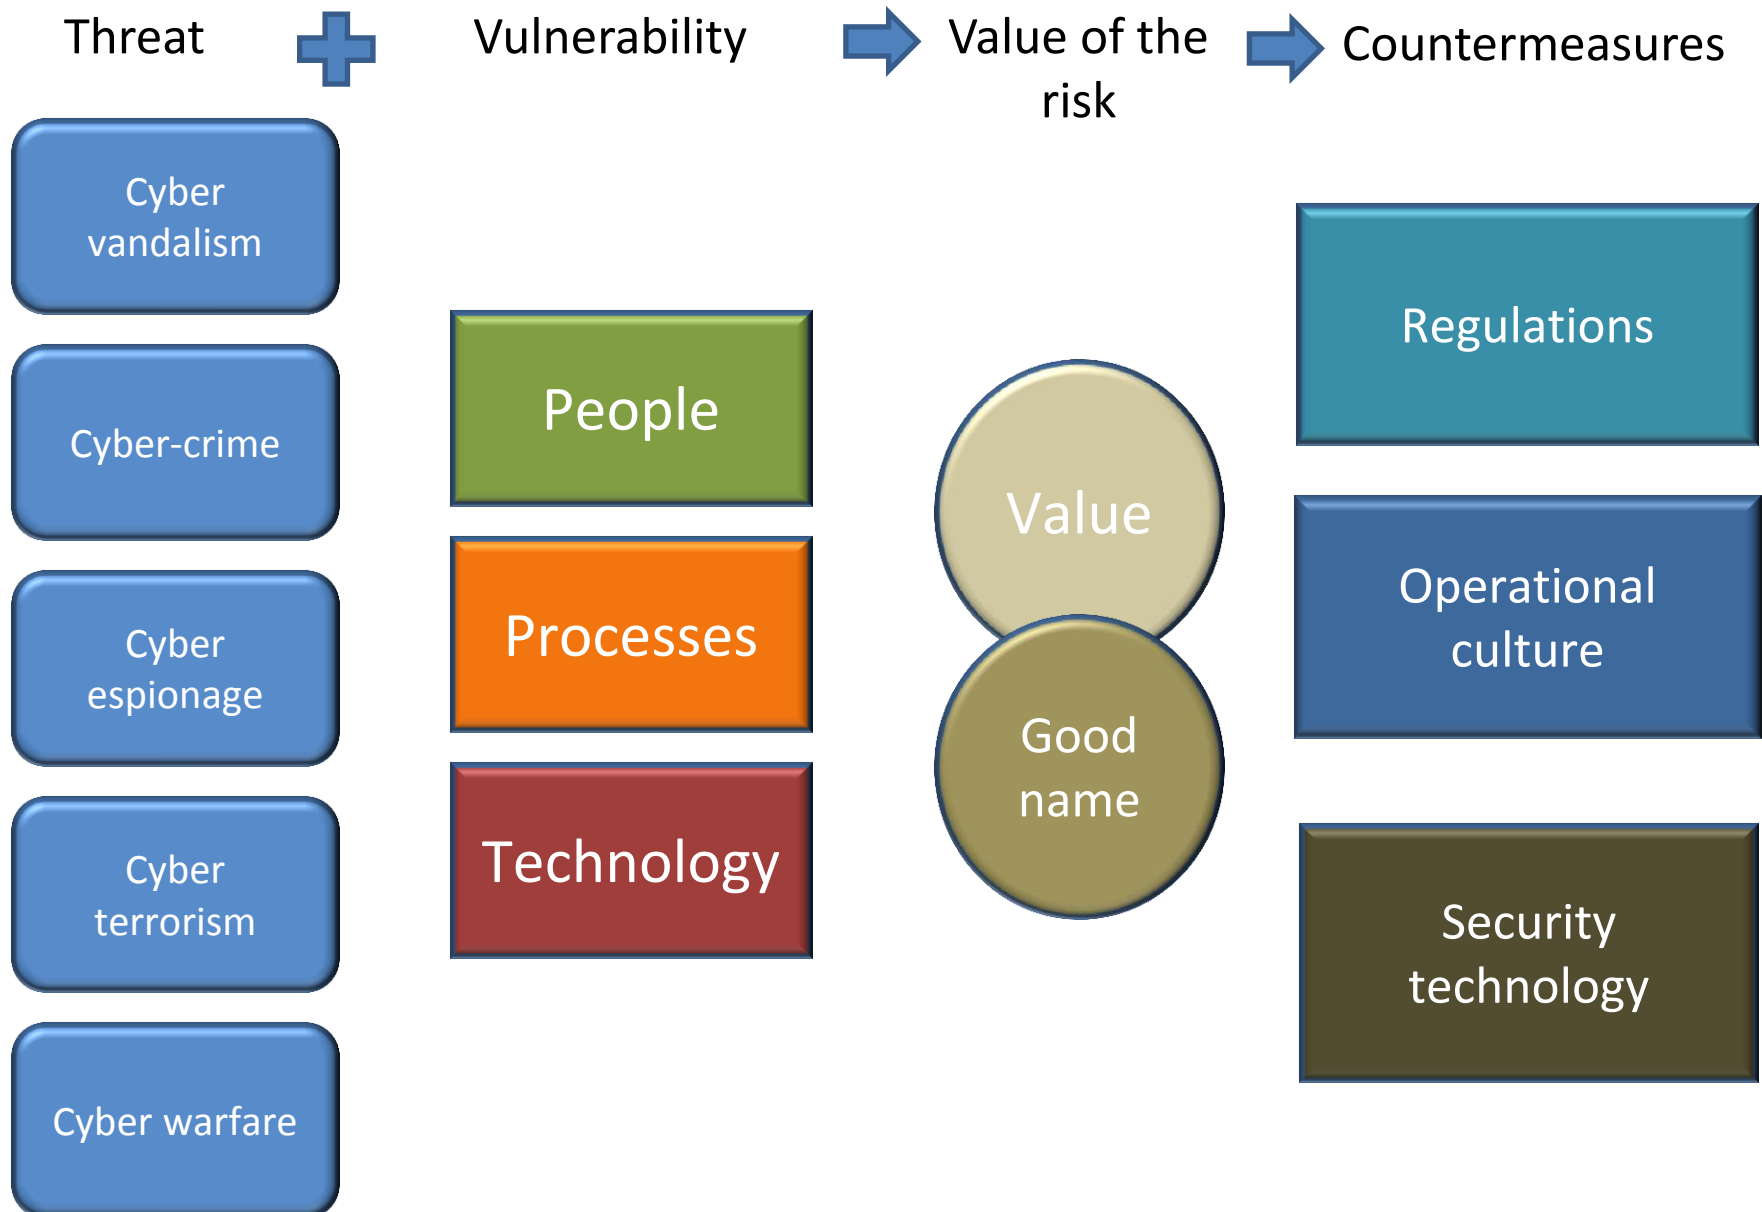 Threat
Vulnerability
Value of the
risk
Countermeasures
Cyber
vandalism
Cyber-crime
Cyber
espionage
Cyber
terrorism
Cyber warfare
People
Processes
Technology
Value
Good
name
Regulations
Operational
culture
Security
technology